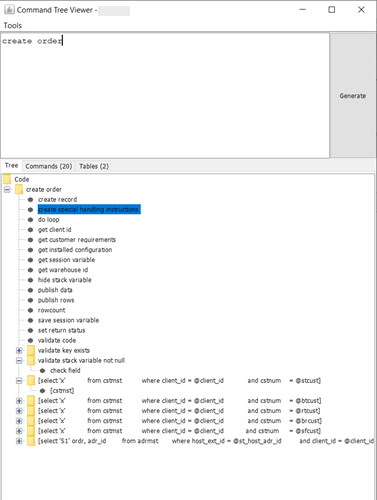 Command Tree Viewer -
Tools
create order
Generate
Tree Commands (20) Tables (2)
Code
create order
create record
create special handling instructions
do loop
get client id
get customer requirements
get installed configuration
get session variable
get warehouse id
hide stack variable
publish data
publish rows
rowcount
save session variable
set return status
validate code
validate key exists
validate stack variable not null
check field
[select 'x' from cstmst where client_id = @client_id and cstnum = @stcust]
[cstmst]
[select 'x' from cstmst where client_id = @client_id and cstnum = @btcust]
[select 'x' from cstmst where client_id = @client_id and cstnum = @rtcust]
[select 'x' from cstmst where client_id = @client_id and cstnum = @brcust]
[select 'x' from cstmst where client_id = @client_id and cstnum = @sfcust]
[select 'S1' ordr, adr_id from adrmst where host_ext_id = @st_host_adr_id and client_id = @client_id